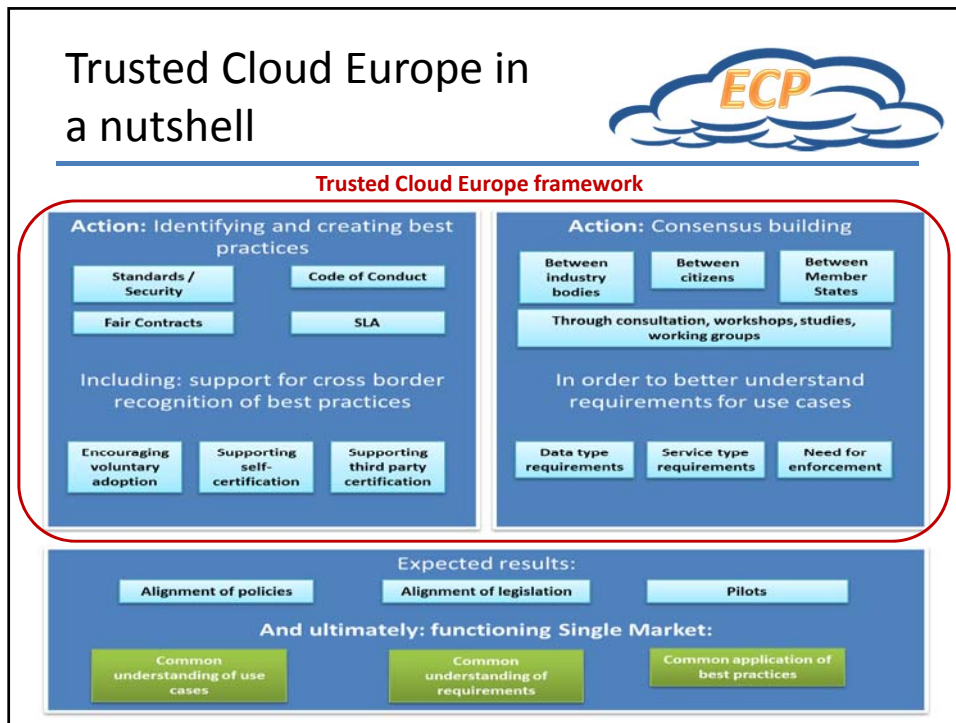 Trusted Cloud Europe in
a nutshell
ECP
Trusted Cloud Europe framework
Action: Identifying and creating best
practices
Standards /
Security
Code of Conduct
Fair Contracts
SLA
Including: support for cross border
recognition of best practices
Encouraging
voluntary
adoption
Supporting
self-
certification
Supporting
third party
certification
Action: Consensus building
Between
industry
bodies
Between
citizens
Between
Member
States
Through consultation, workshops, studies,
working groups
In order to better understand
requirements for use cases
Data type
requirements
Service type
requirements
Need for
enforcement
Expected results:
Alignment of policies
Alignment of legislation
Pilots
And ultimately: functioning Single Market:
Common
understanding of use
cases
Common
understanding of
requirements
Common application of
best practices